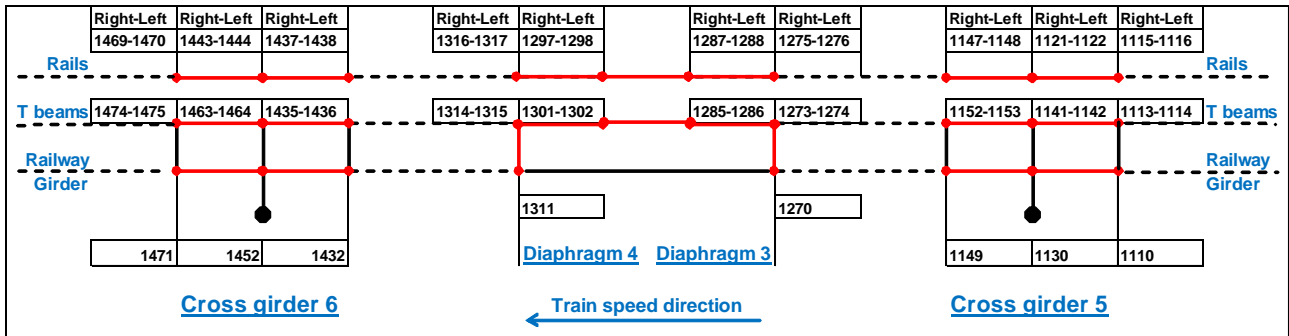 Right-Left Right-Left Right-Left Right-Left Right-Left Right-Left Right-Left Right-Left Right-Left Right-Left
1469-1470 1443-1444 1437-1438 1316-1317 1297-1298 1287-1288 1275-1276 1147-1148 1121-1122 1115-1116
Rails Rails
T beams 1474-1475 1463-1464 1435-1436 1314-1315 1301-1302 1285-1286 1273-1274 1152-1153 1141-1142 1113-1114 T beams
Railway Railway
Girder Girder
1311 1270
1471 1452 1432 Diaphragm 4 Diaphragm 3 1149 1130 1110
Cross girder 6 Train speed direction Cross girder 5